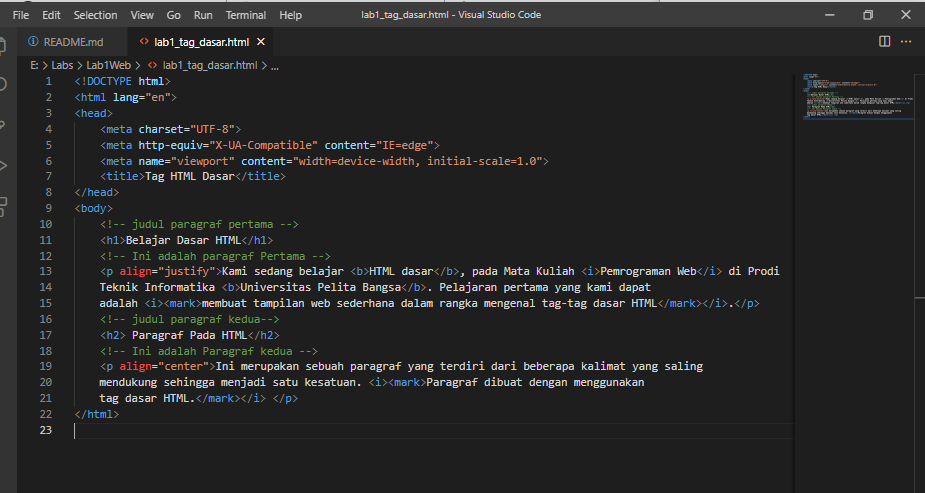 File Edit Selection View Go Run Terminal Help lab1_tag_dasar.html - Visual Studio Code
README.md lab1_tag_dasar.html
E: > Labs > Lab1Web > lab1_tag_dasar.html > ...
1 <!DOCTYPE html>
2 <html lang="en">
3 <head>
4 <meta charset="UTF-8">
5 <meta http-equiv="X-UA-Compatible" content="IE=edge">
6 <meta name="viewport" content="width=device-width, initial-scale=1.0">
7 <title>Tag HTML Dasar</title>
8 </head>
9 <body>
10 <!-- judul paragraf pertama -->
11 <h1>Belajar Dasar HTML</h1>
12 <!-- Ini adalah paragraf Pertama -->
13 <p align="justify">Kami sedang belajar <b>HTML dasar</b>, pada Mata Kuliah <i>Pemrograman Web</i> di Prodi
14 Teknik Informatika <b>Universitas Pelita Bangsa</b>. Pelajaran pertama yang kami dapat
15 adalah <i><mark>membuat tampilan web sederhana dalam rangka mengenal tag-tag dasar HTML</mark></i>.</p>
16 <!-- judul paragraf kedua-->
17 <h2> Paragraf Pada HTML</h2>
18 <!-- Ini adalah Paragraf kedua -->
19 <p align="center">Ini merupakan sebuah paragraf yang terdiri dari beberapa kalimat yang saling
20 mendukung sehingga menjadi satu kesatuan. <i><mark>Paragraf dibuat dengan menggunakan
21 tag dasar HTML.</mark></i> </p>
22 </html>
23